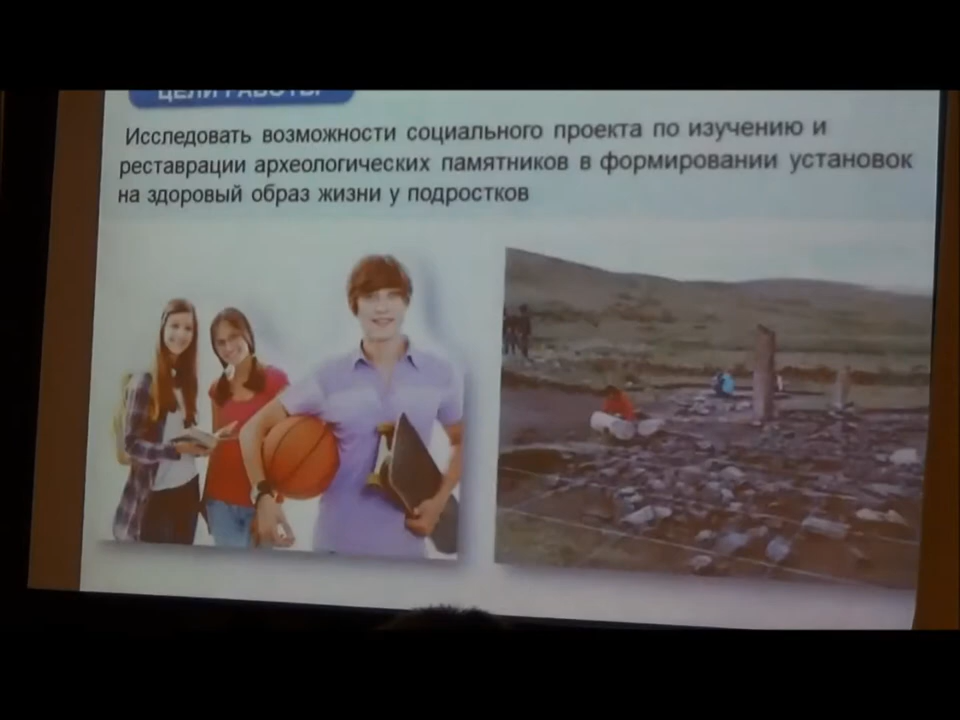 ЦЕЛИ РАБОТЫ
Исследовать возможности социального проекта по изучению и
реставрации археологических памятников в формировании установок
на здоровый образ жизни у подростков